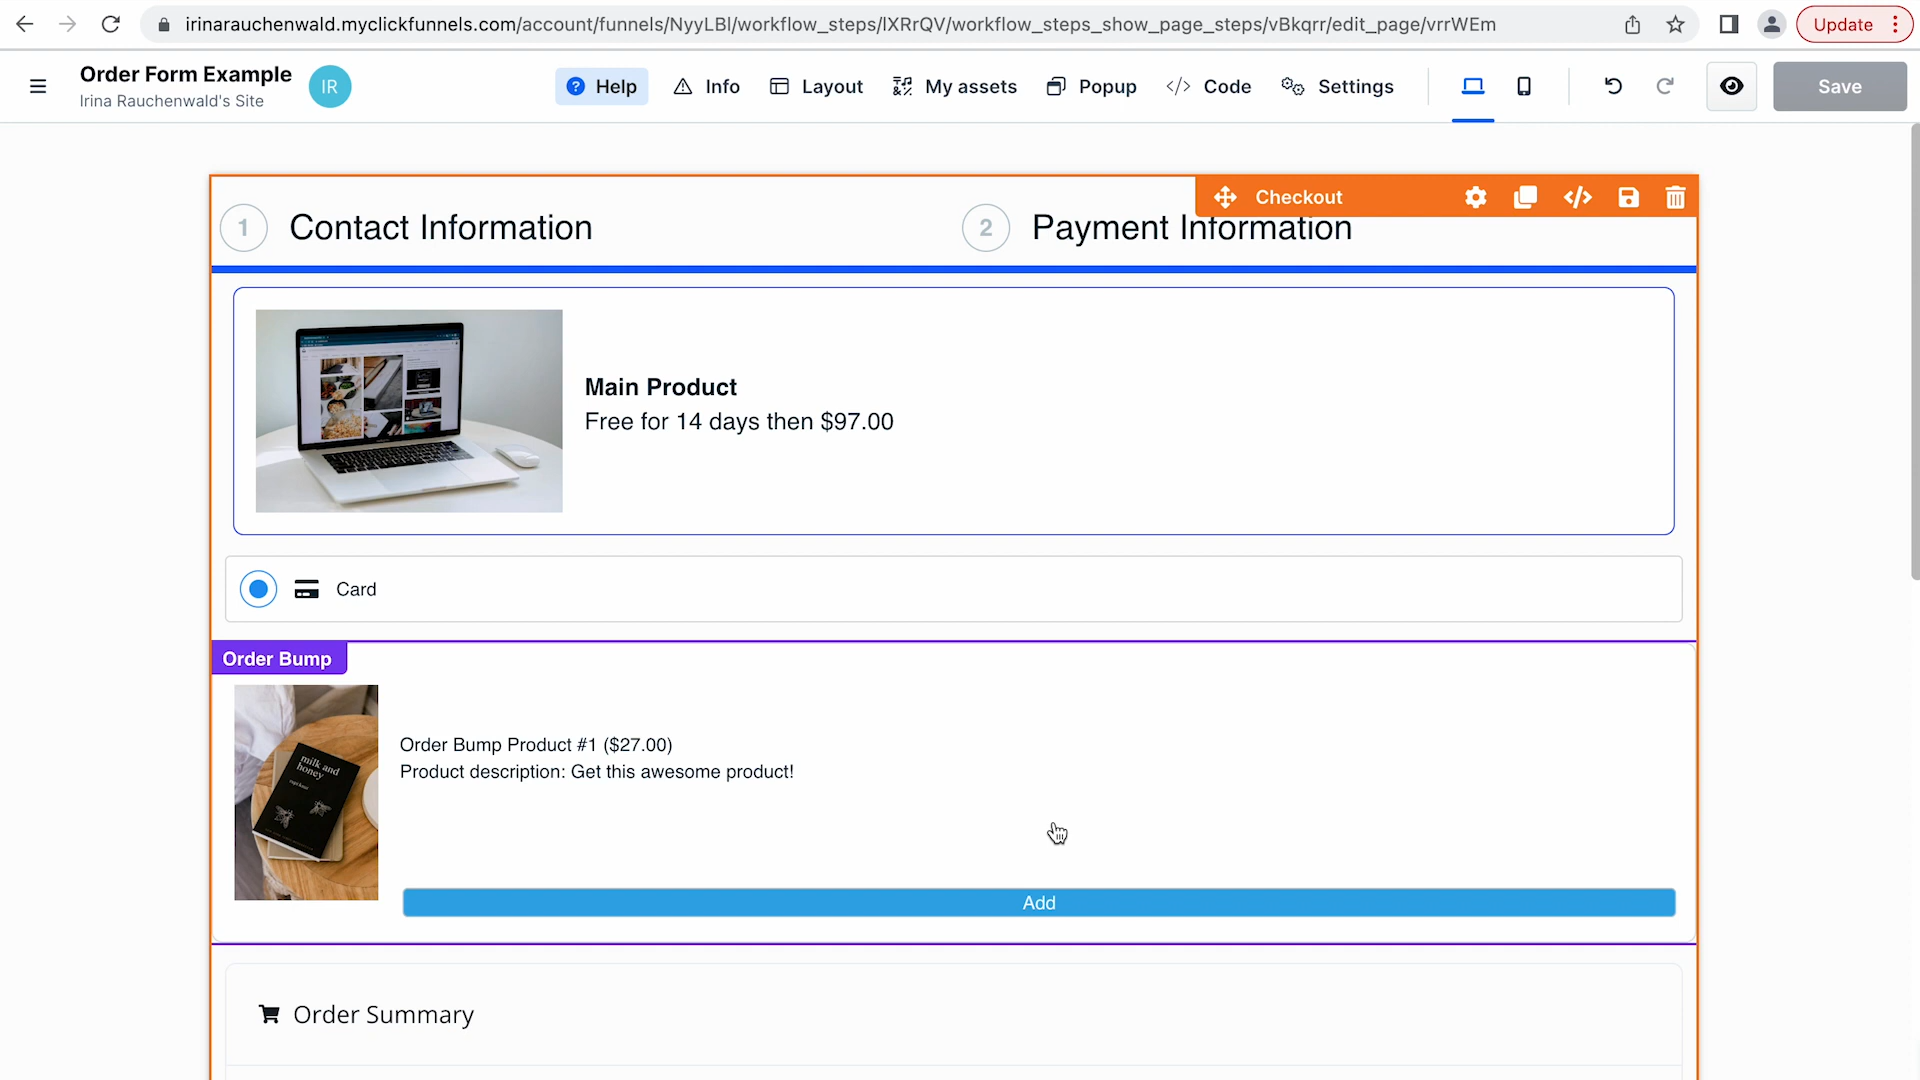 irinarauchenwald.myclickfunnels.com/account/funnels/NyyLBl/workflow_steps/lXRrQV/workflow_steps_show_page_steps/vBkqrr/edit_page/vrrWEm
Update
Order Form Example
Irina Rauchenwald's Site
IR
Help
Info
Layout
My assets
Popup
Code
Settings
Save
Checkout
1 Contact Information
2 Payment Information
Main Product
Free for 14 days then $97.00
Card
Order Bump
milk and
honey
Order Bump Product #1 ($27.00)
Product description: Get this awesome product!
Add
Order Summary